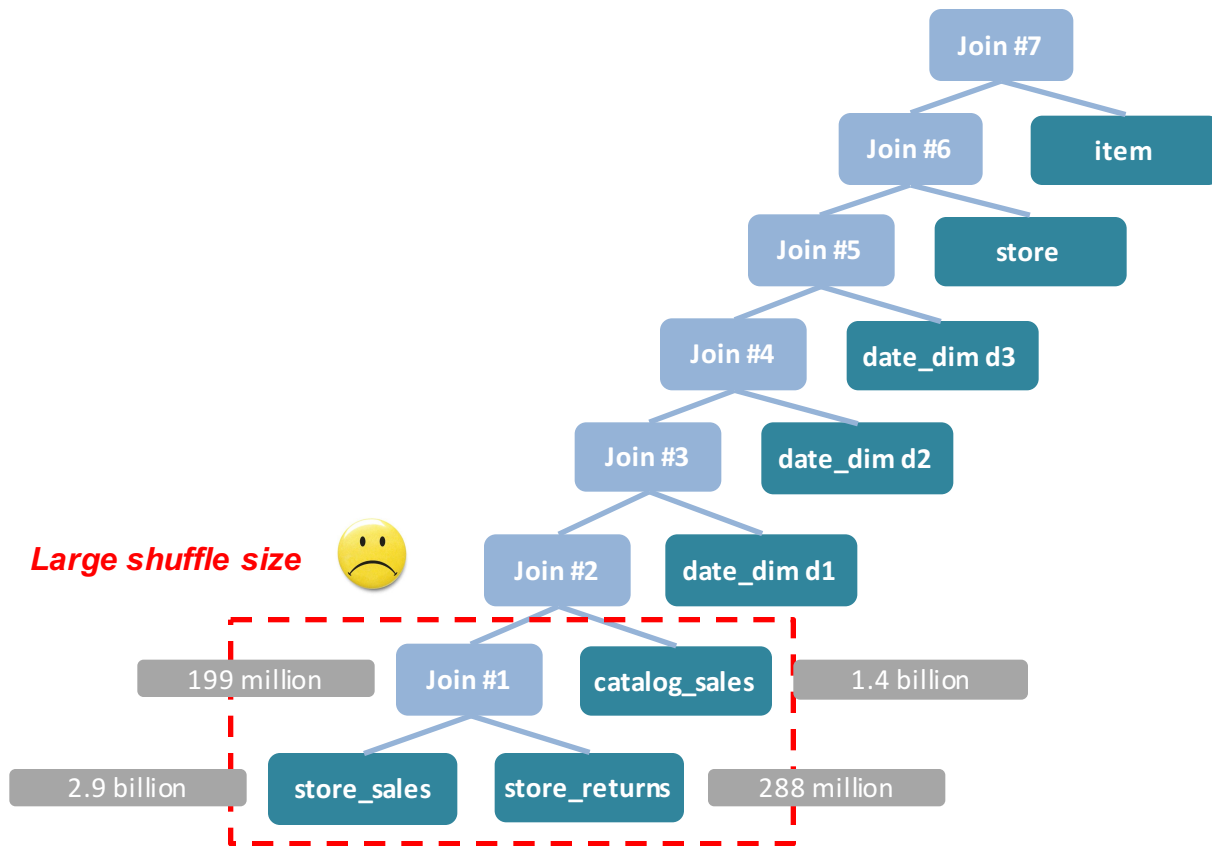 Join #7
Join #6
item
Join #5
store
Join #4
date_dim d3
Join #3
date_dim d2
Large shuffle size
Join #2
date_dim d1
199 million
Join #1
catalog_sales
1.4 billion
2.9 billion
store_sales
store_returns
288 million